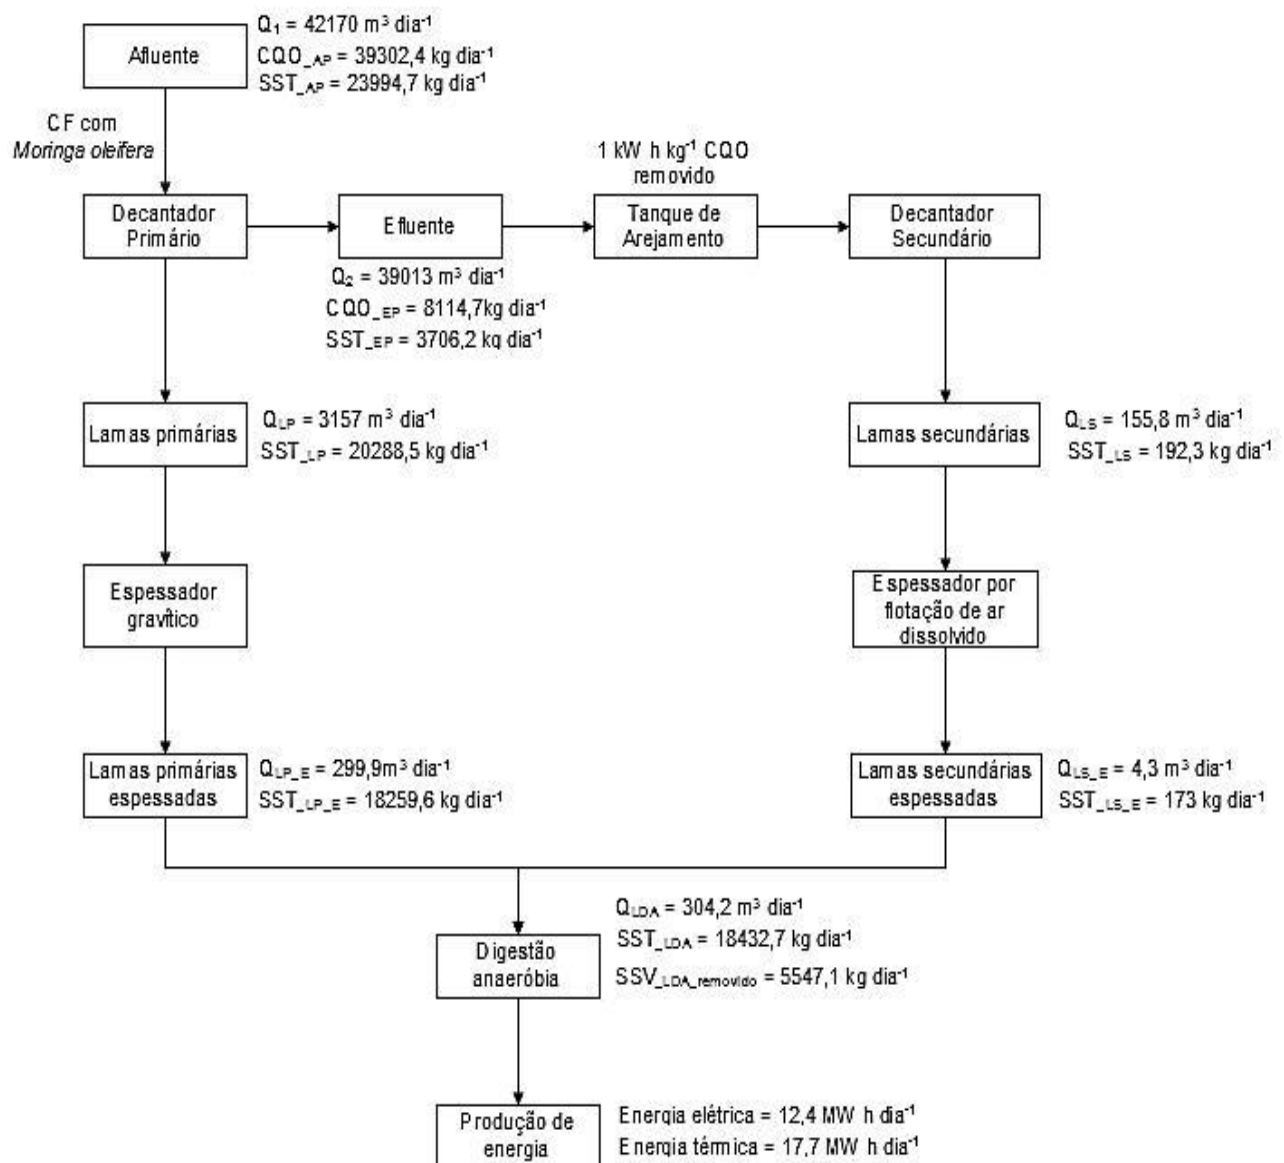 Afluente
Q₁ = 42170 m³ dia⁻¹
CQO_AP = 39302,4 kg dia⁻¹
SST_AP = 23994,7 kg dia⁻¹
CF com
Moringa oleifera
1 kW h kg⁻¹ CQO
removido
Decantador
Primário
Efluente
Tanque de
Arejamento
Decantador
Secundário
Q₂ = 39013 m³ dia⁻¹
CQO_EP = 8114,7kg dia⁻¹
SST_EP = 3706,2 kg dia⁻¹
Lamas primárias
Q_LP = 3157 m³ dia⁻¹
SST_LP = 20288,5 kg dia⁻¹
Lamas secundárias
Q_LS = 155,8 m³ dia⁻¹
SST_LS = 192,3 kg dia⁻¹
Espessador
gravítico
Espessador por
flotação de ar
dissolvido
Lamas primárias
espessadas
Q_LP_E = 299,9m³ dia⁻¹
SST_LP_E = 18259,6 kg dia⁻¹
Lamas secundárias
espessadas
Q_LS_E = 4,3 m³ dia⁻¹
SST_LS_E = 173 kg dia⁻¹
Digestão
anaeróbia
Q_LDA = 304,2 m³ dia⁻¹
SST_LDA = 18432,7 kg dia⁻¹
SSV_LDA_removido = 5547,1 kg dia⁻¹
Produção de
energia
Energia elétrica = 12,4 MW h dia⁻¹
Energia térmica = 17,7 MW h dia⁻¹